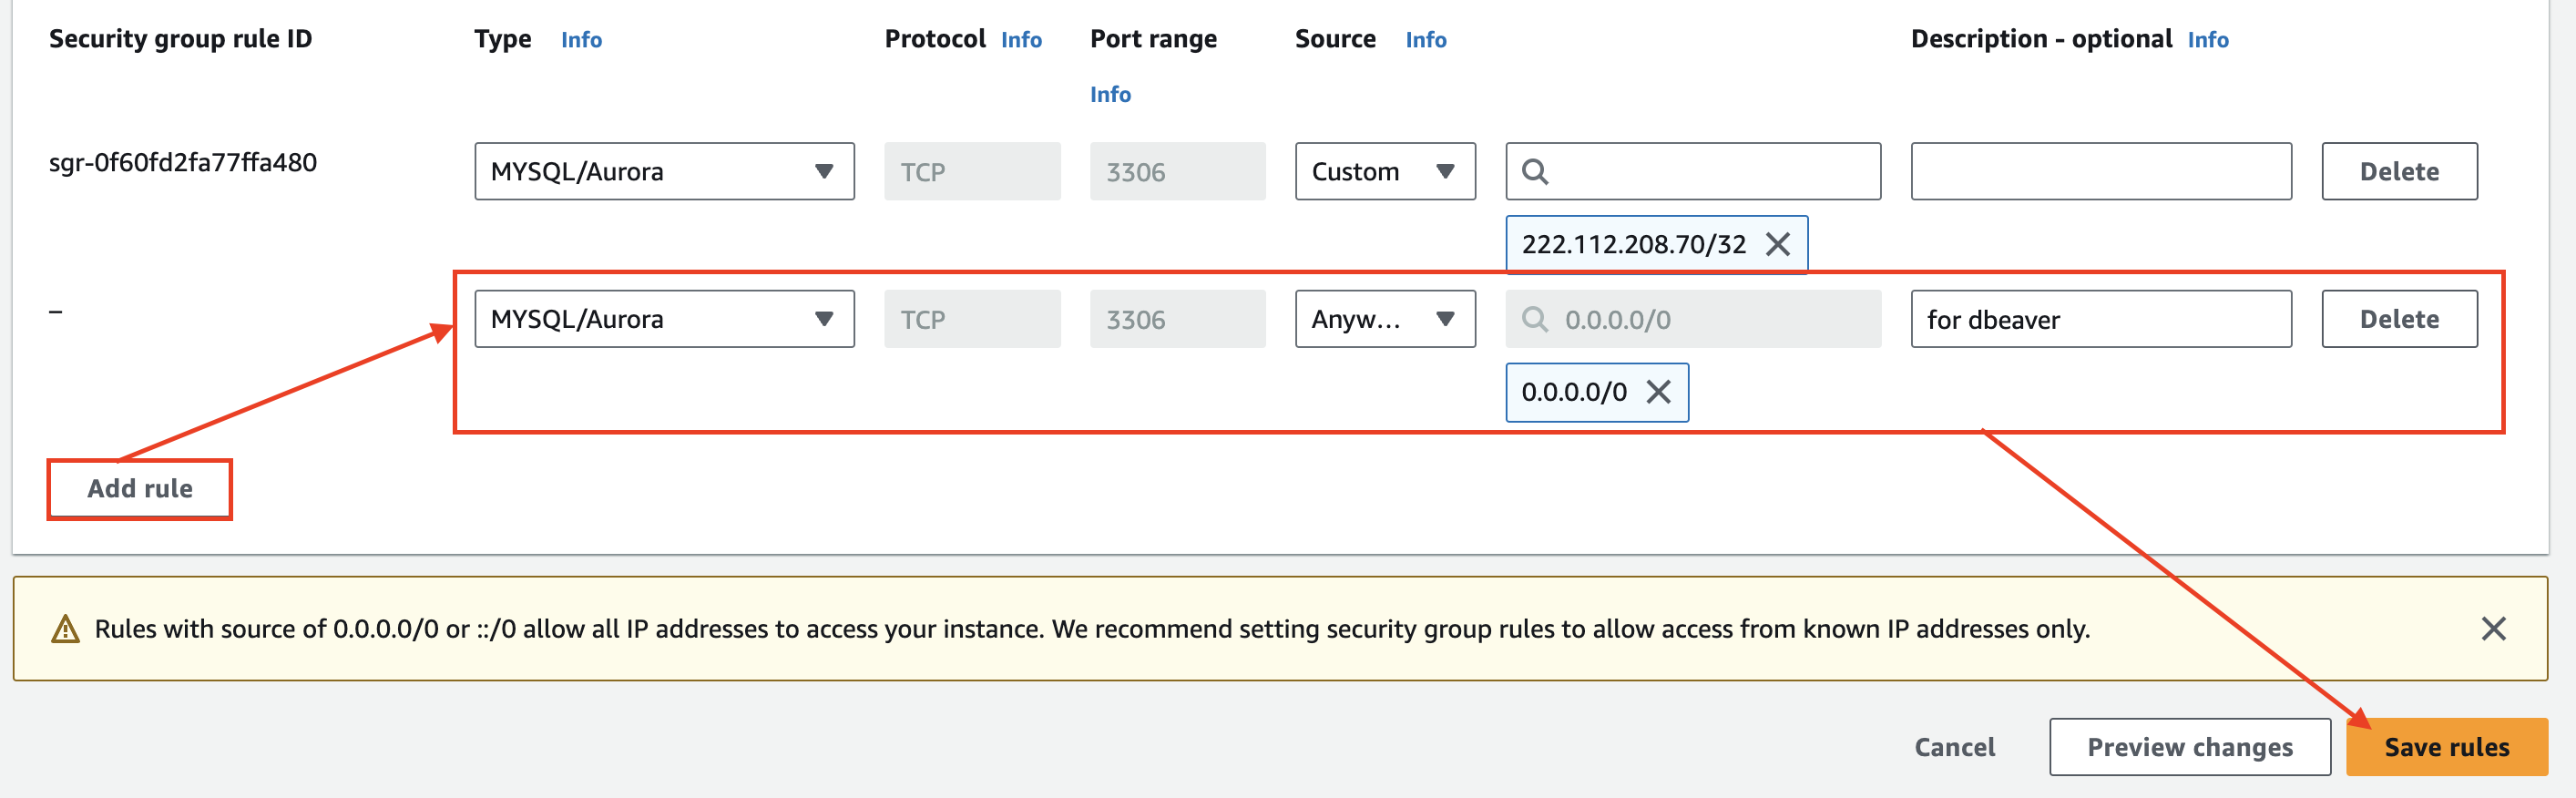 Security group rule ID Type Info Protocol Info Port range Source Info Description - optional Info
Info
sgr-0f60fd2fa77ffa480 MYSQL/Aurora TCP 3306 Custom Delete
222.112.208.70/32
– MYSQL/Aurora TCP 3306 Anyw... 0.0.0.0/0 for dbeaver Delete
0.0.0.0/0
Add rule
Rules with source of 0.0.0.0/0 or ::/0 allow all IP addresses to access your instance. We recommend setting security group rules to allow access from known IP addresses only.
Cancel Preview changes Save rules